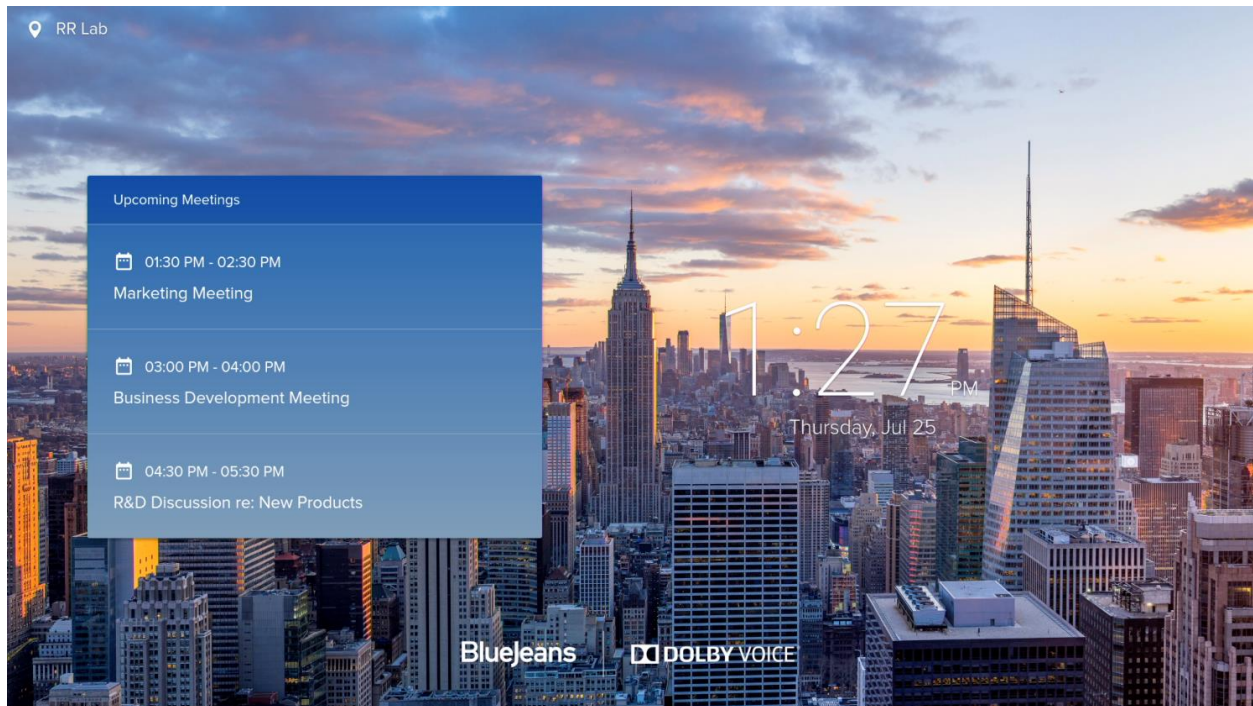 RR Lab
Upcoming Meetings
01:30 PM - 02:30 PM
Marketing Meeting
03:00 PM - 04:00 PM
Business Development Meeting
04:30 PM - 05:30 PM
R&D Discussion re: New Products
1:27 PM
Thursday, Jul 25
BlueJeans
DOLBY VOICE